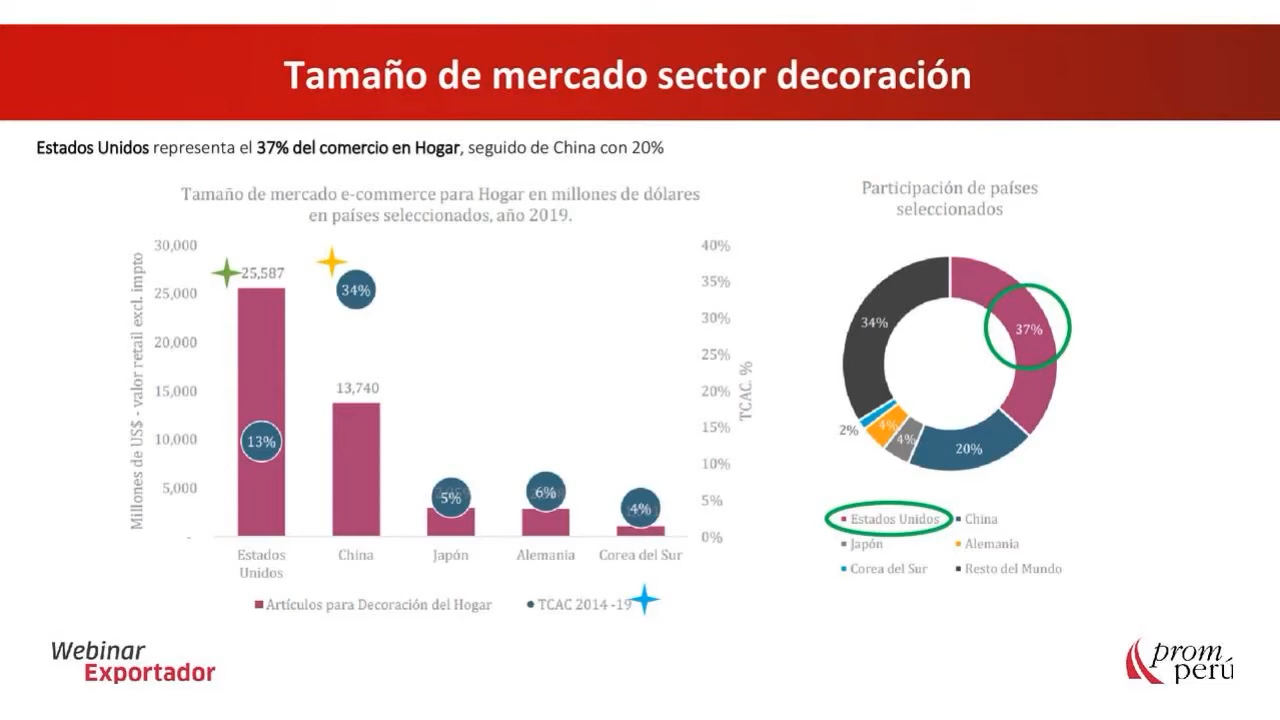 Tamaño de mercado sector decoración
Estados Unidos representa el 37% del comercio en Hogar, seguido de China con 20%
Tamaño de mercado e-commerce para Hogar en millones de dólares
en países seleccionados, año 2019.
Millones de US$ - valor retail excl. impto
30,000
25,000
20,000
15,000
10,000
5,000
-
25,587
13,740
13%
34%
5%
6%
4%
40%
35%
30%
25%
20%
15%
10%
5%
0%
TCAC. %
Estados
Unidos
China
Japón
Alemania
Corea del Sur
Artículos para Decoración del Hogar
TCAC 2014 -19
Participación de países
seleccionados
37%
20%
4%
4%
2%
34%
Estados Unidos
China
Japón
Alemania
Corea del Sur
Resto del Mundo
Webinar
Exportador
prom
perú